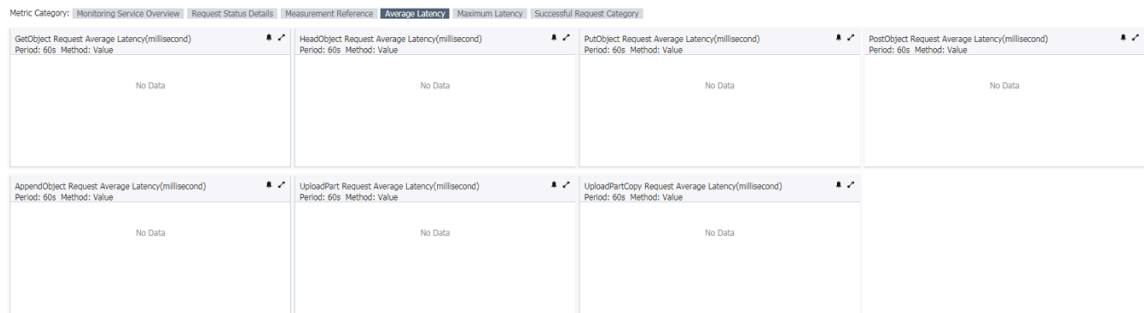 Metric Category: Monitoring Service Overview Request Status Details Measurement Reference Average Latency Maximum Latency Successful Request Category
GetObject Request Average Latency(millisecond)
Period: 60s Method: Value
No Data
HeadObject Request Average Latency(millisecond)
Period: 60s Method: Value
No Data
PutObject Request Average Latency(millisecond)
Period: 60s Method: Value
No Data
PostObject Request Average Latency(millisecond)
Period: 60s Method: Value
No Data
AppendObject Request Average Latency(millisecond)
Period: 60s Method: Value
No Data
UploadPart Request Average Latency(millisecond)
Period: 60s Method: Value
No Data
UploadPartCopy Request Average Latency(millisecond)
Period: 60s Method: Value
No Data